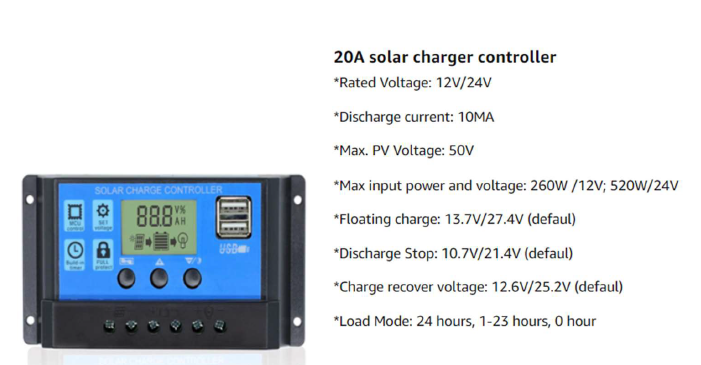 20A solar charger controller
*Rated Voltage: 12V/24V
*Discharge current: 10MA
*Max. PV Voltage: 50V
*Max input power and voltage: 260W /12V; 520W/24V
*Floating charge: 13.7V/27.4V (defaul)
*Discharge Stop: 10.7V/21.4V (defaul)
*Charge recover voltage: 12.6V/25.2V (defaul)
*Load Mode: 24 hours, 1-23 hours, 0 hour
SOLAR CHARGE CONTROLLER
MCU control
SET voltage
88.8 V% AH
Build-in timer
FULL protect
USB